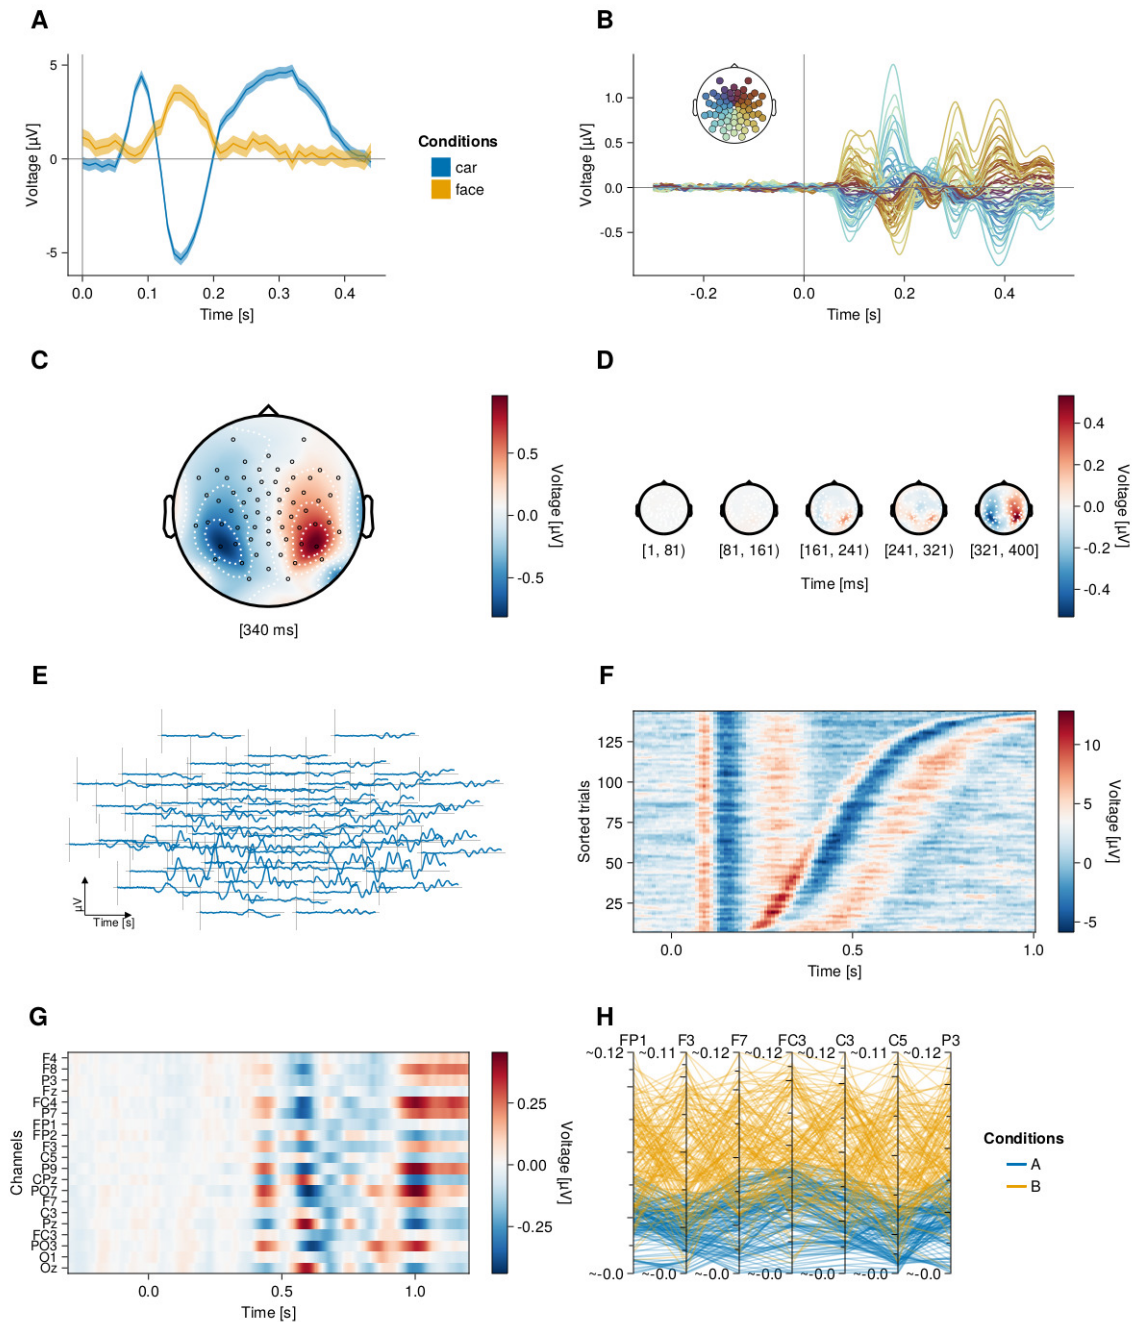 A
5
0
-5
Voltage [µV]
0.0 0.1 0.2 0.3 0.4
Time [s]
Conditions
car
face
B
1.0
0.5
0.0
-0.5
Voltage [µV]
-0.2 0.0 0.2 0.4
Time [s]
C
[340 ms]
0.5
0.0
-0.5
Voltage [µV]
D
[1, 81) [81, 161) [161, 241) [241, 321) [321, 400]
Time [ms]
0.4
0.2
0.0
-0.2
-0.4
Voltage [µV]
E
µV
Time [s]
F
125
100
75
50
25
Sorted trials
0.0 0.5 1.0
Time [s]
10
5
0
-5
Voltage [µV]
G
F4
F8
P3
Fz
FC4
P7
FP1
FP2
F3
C5
P9
CPz
PO7
F7
C3
Pz
FC3
PO3
O1
Oz
Channels
0.0 0.5 1.0
Time [s]
0.25
0.00
-0.25
Voltage [µV]
H
FP1 F3 F7 FC3 C3 C5 P3
~0.12 ~0.11 ~0.12 ~0.12 ~0.12 ~0.11 ~0.12
~-0.0 ~-0.0 ~-0.0 ~-0.0 ~-0.0 ~-0.0 ~-0.0
Conditions
A
B